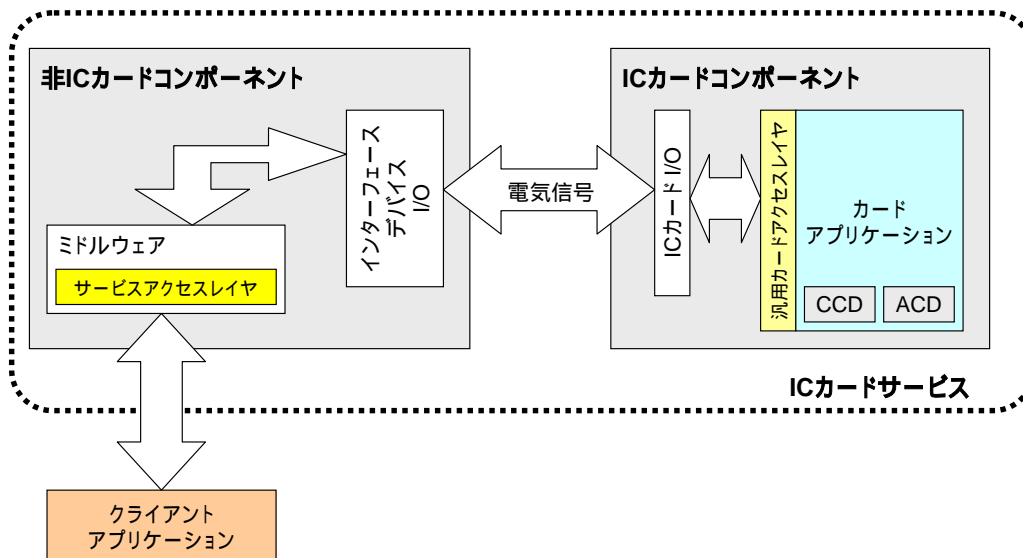 非ICカードコンポーネント
インターフェース
デバイス
I/O
ミドルウェア
サービスアクセスレイヤ
電気信号
ICカードコンポーネント
ICカード I/O
汎用カードアクセスレイヤ
カード
アプリケーション
CCD
ACD
ICカードサービス
クライアント
アプリケーション